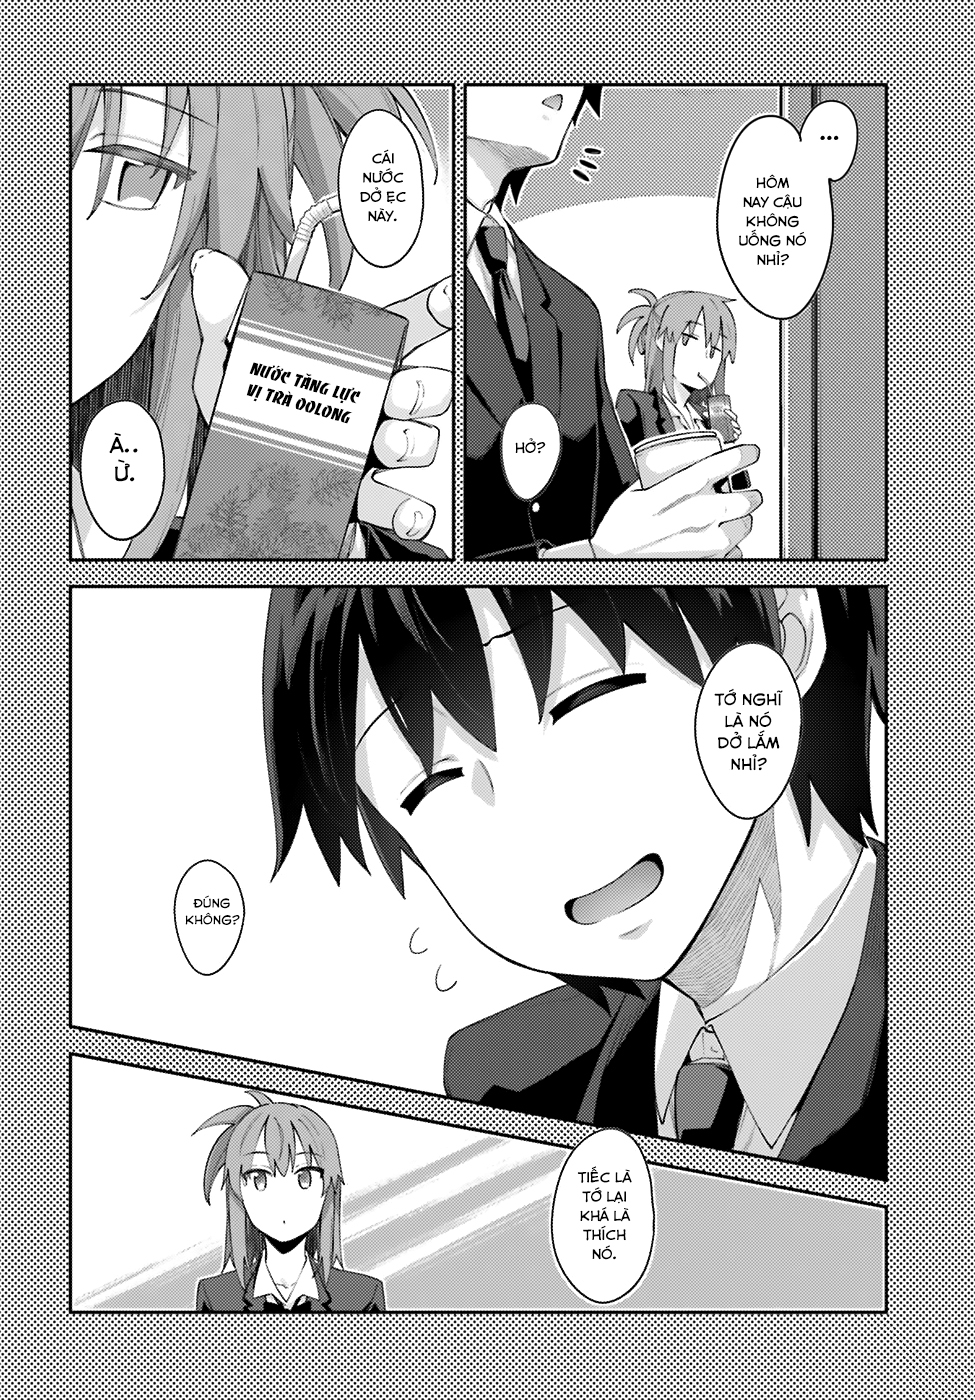 ...
HÔM
NAY CẬU
KHÔNG
UỐNG NÓ
NHỈ?
HỞ?
CÁI
NƯỚC
DỞ ẸC
NÀY.
NƯỚC TĂNG LỰC
VỊ TRÀ OOLONG
À..
Ừ.
TỚ NGHĨ
LÀ NÓ
DỞ LẮM
NHỈ?
ĐÚNG
KHÔNG?
TIẾC LÀ
TỚ LẠI
KHÁ LÀ
THÍCH
NÓ.